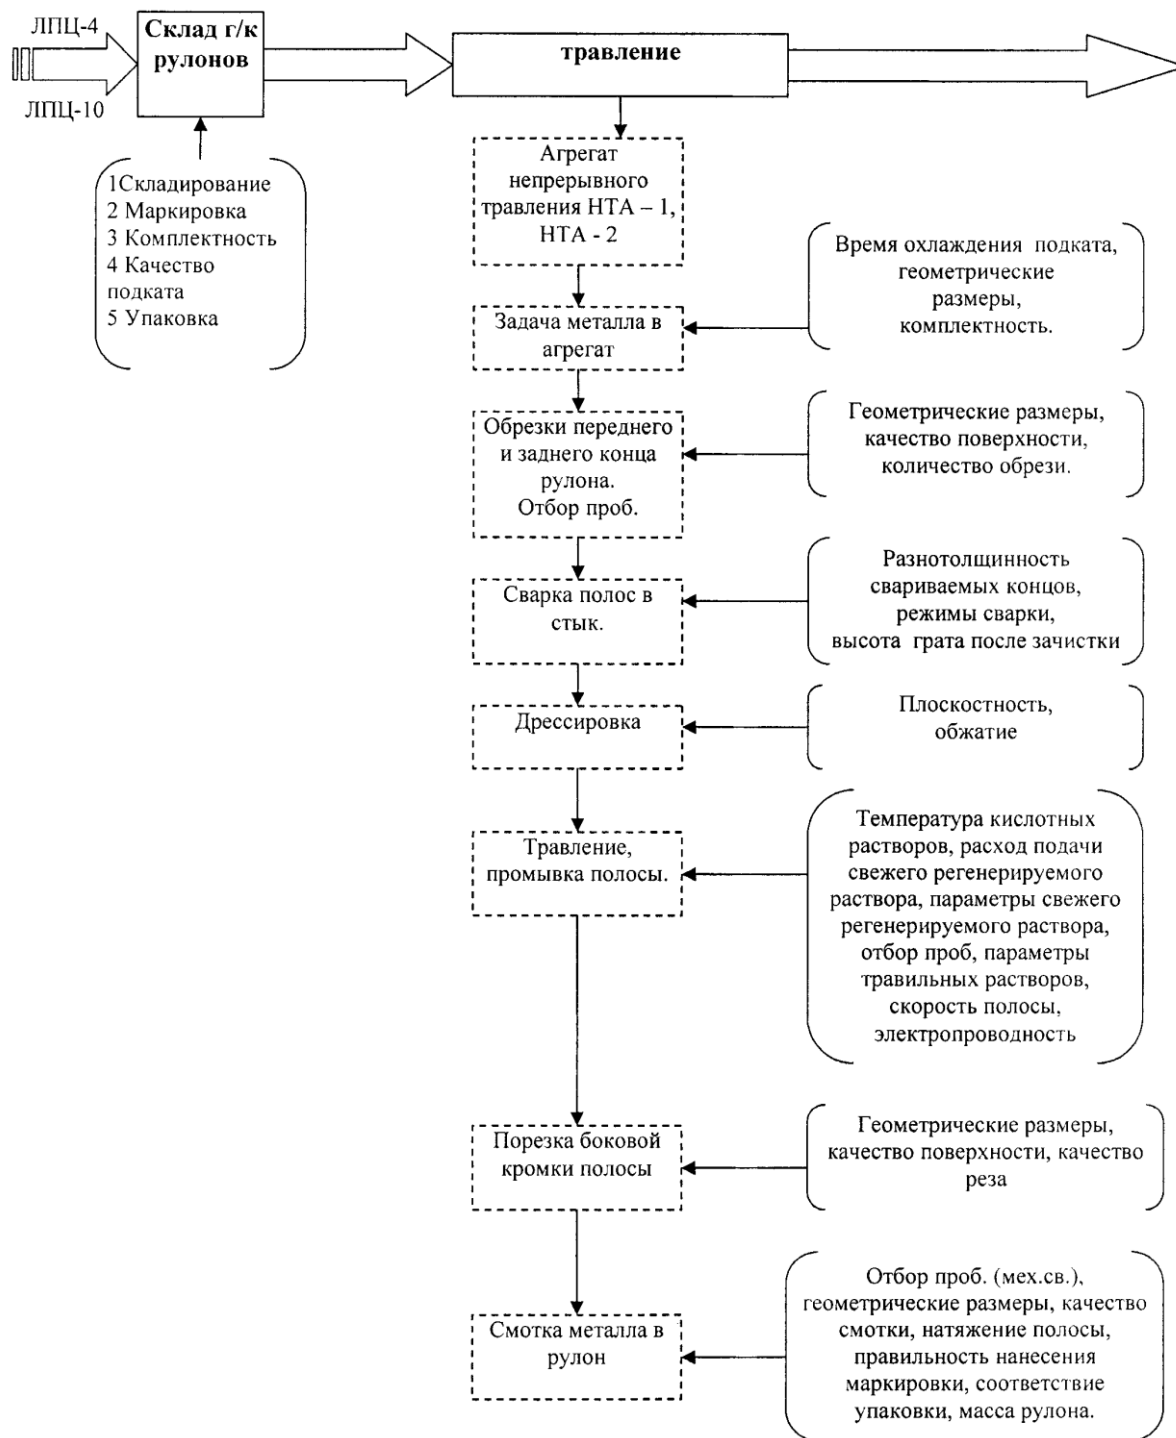 ЛПЦ-4
ЛПЦ-10
Склад г/к
рулонов
травление
1Складирование
2 Маркировка
3 Комплектность
4 Качество
подката
5 Упаковка
Агрегат
непрерывного
травления НТА – 1,
НТА - 2
Время охлаждения подката,
геометрические
размеры,
комплектность.
Задача металла в
агрегат
Геометрические размеры,
качество поверхности,
количество обрези.
Обрезки переднего
и заднего конца
рулона.
Отбор проб.
Разнотолщинность
свариваемых концов,
режимы сварки,
высота грата после зачистки
Сварка полос в
стык.
Плоскостность,
обжатие
Дрессировка
Температура кислотных
растворов, расход подачи
свежего регенерируемого
раствора, параметры свежего
регенерируемого раствора,
отбор проб, параметры
травильных растворов,
скорость полосы,
электропроводность
Травление,
промывка полосы.
Геометрические размеры,
качество поверхности, качество
реза
Порезка боковой
кромки полосы
Отбор проб. (мех.св.),
геометрические размеры, качество
смотки, натяжение полосы,
правильность нанесения
маркировки, соответствие
упаковки, масса рулона.
Смотка металла в
рулон